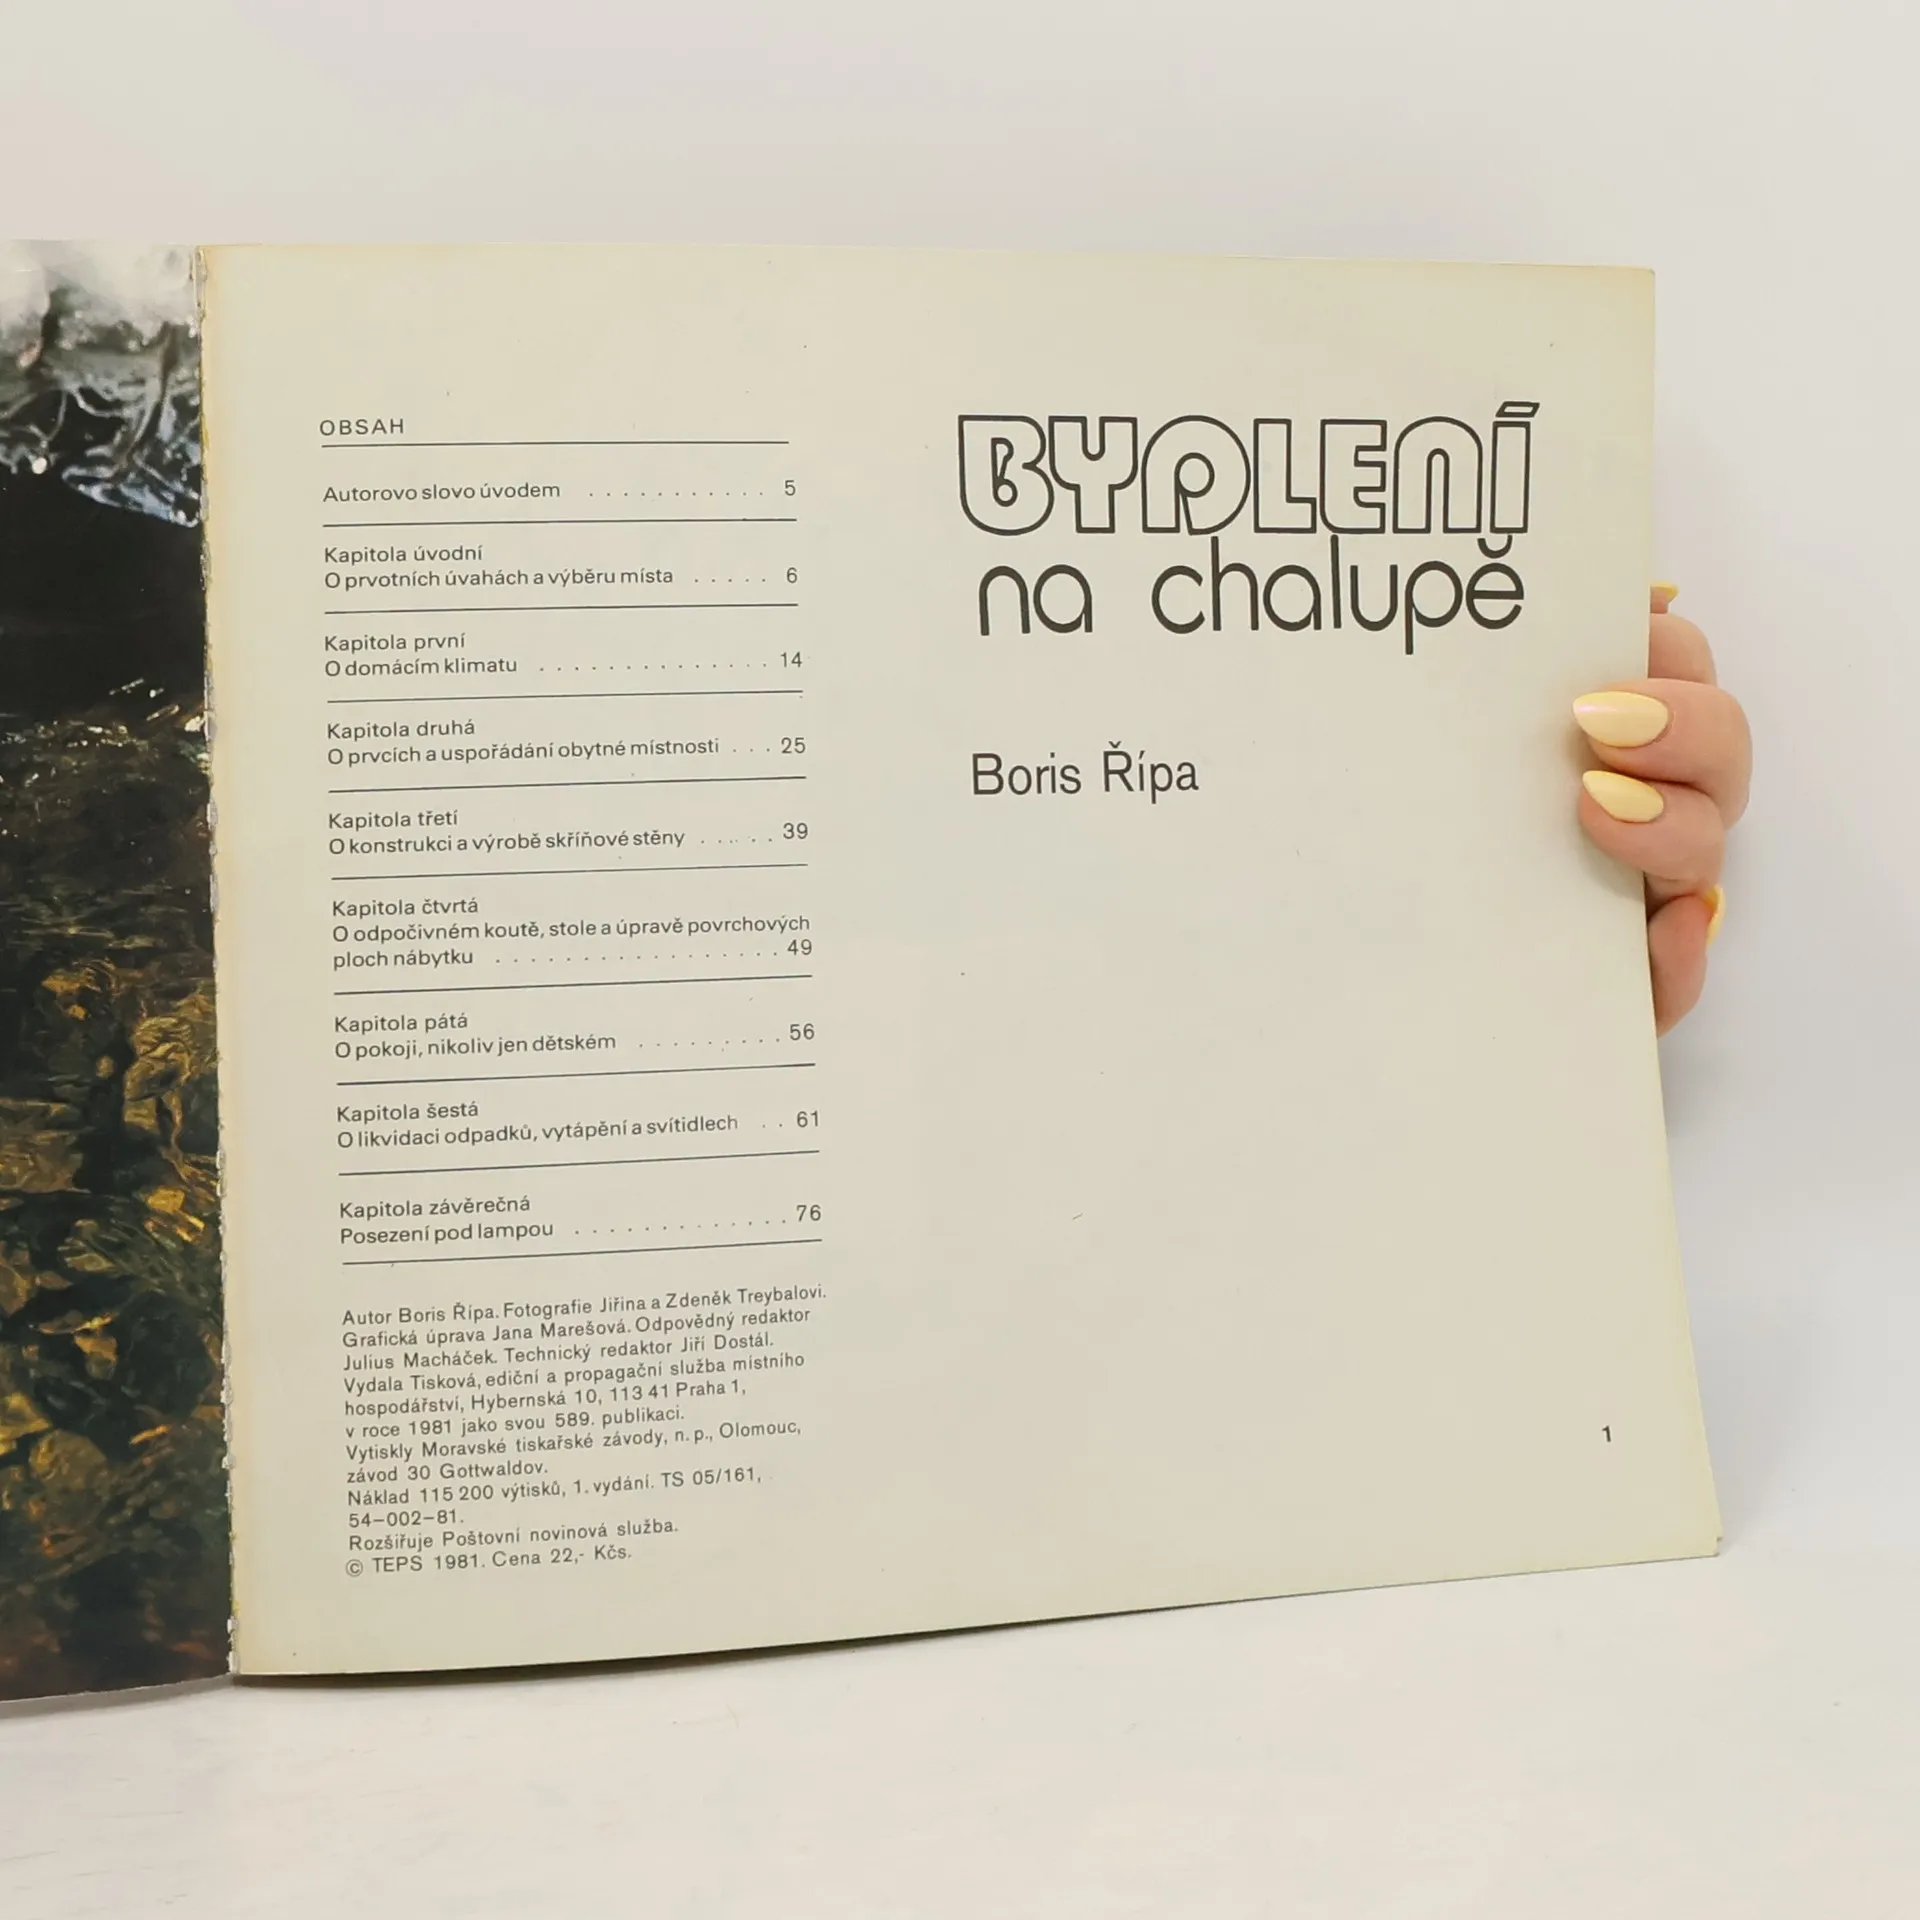 OBSAH
Autorovo slovo úvodem . . . . . . . . . . . 5
Kapitola úvodní
O prvotních úvahách a výběru místa . . . . . 6
Kapitola první
O domácím klimatu . . . . . . . . . . . . . . 14
Kapitola druhá
O prvcích a uspořádání obytné místnosti . . . 25
Kapitola třetí
O konstrukci a výrobě skříňové stěny . . . . . 39
Kapitola čtvrtá
O odpočivném koutě, stole a úpravě povrchových
ploch nábytku . . . . . . . . . . . . . . . . . 49
Kapitola pátá
O pokoji, nikoliv jen dětském . . . . . . . . . 56
Kapitola šestá
O likvidaci odpadků, vytápění a svítidlech . . 61
Kapitola závěrečná
Posezení pod lampou . . . . . . . . . . . . . 76
Autor Boris Řípa. Fotografie Jiřina a Zdeněk Treybalovi.
Grafická úprava Jana Marešová. Odpovědný redaktor
Julius Macháček. Technický redaktor Jiří Dostál.
Vydala Tisková, ediční a propagační služba místního
hospodářství, Hybernská 10, 113 41 Praha 1,
v roce 1981 jako svou 589. publikaci.
Vytiskly Moravské tiskařské závody, n. p., Olomouc,
závod 30 Gottwaldov.
Náklad 115 200 výtisků, 1. vydání. TS 05/161,
54–002–81.
Rozšiřuje Poštovní novinová služba.
© TEPS 1981. Cena 22,- Kčs.
BYDLENÍ
na chalupě
Boris Řípa
1